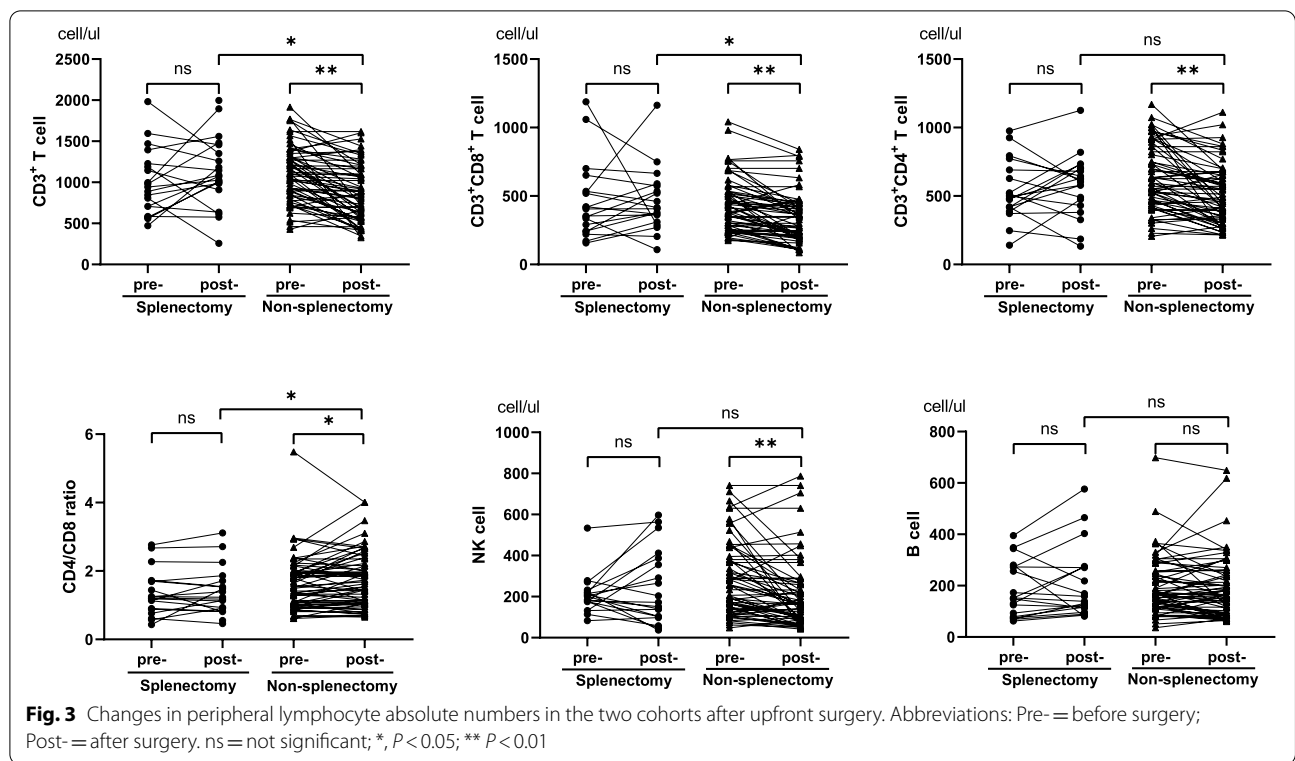 cell/ul
*
2500
ns
**
2000
1500
1000
500
0
CD3+ T cell
pre- post- pre- post-
Splenectomy Non-splenectomy
cell/ul
*
1500
ns
**
1000
500
0
CD3+CD8+ T cell
pre- post- pre- post-
Splenectomy Non-splenectomy
cell/ul
ns
1500
ns
**
1000
500
0
CD3+CD4+ T cell
pre- post- pre- post-
Splenectomy Non-splenectomy
*
ns
*
6
4
2
0
CD4/CD8 ratio
pre- post- pre- post-
Splenectomy Non-splenectomy
cell/ul
ns
1000
ns
**
800
600
400
200
0
NK cell
pre- post- pre- post-
Splenectomy Non-splenectomy
cell/ul
ns
800
ns
ns
600
400
200
0
B cell
pre- post- pre- post-
Splenectomy Non-splenectomy
Fig. 3 Changes in peripheral lymphocyte absolute numbers in the two cohorts after upfront surgery. Abbreviations: Pre- = before surgery;
Post- = after surgery. ns = not significant; *, P < 0.05; ** P < 0.01